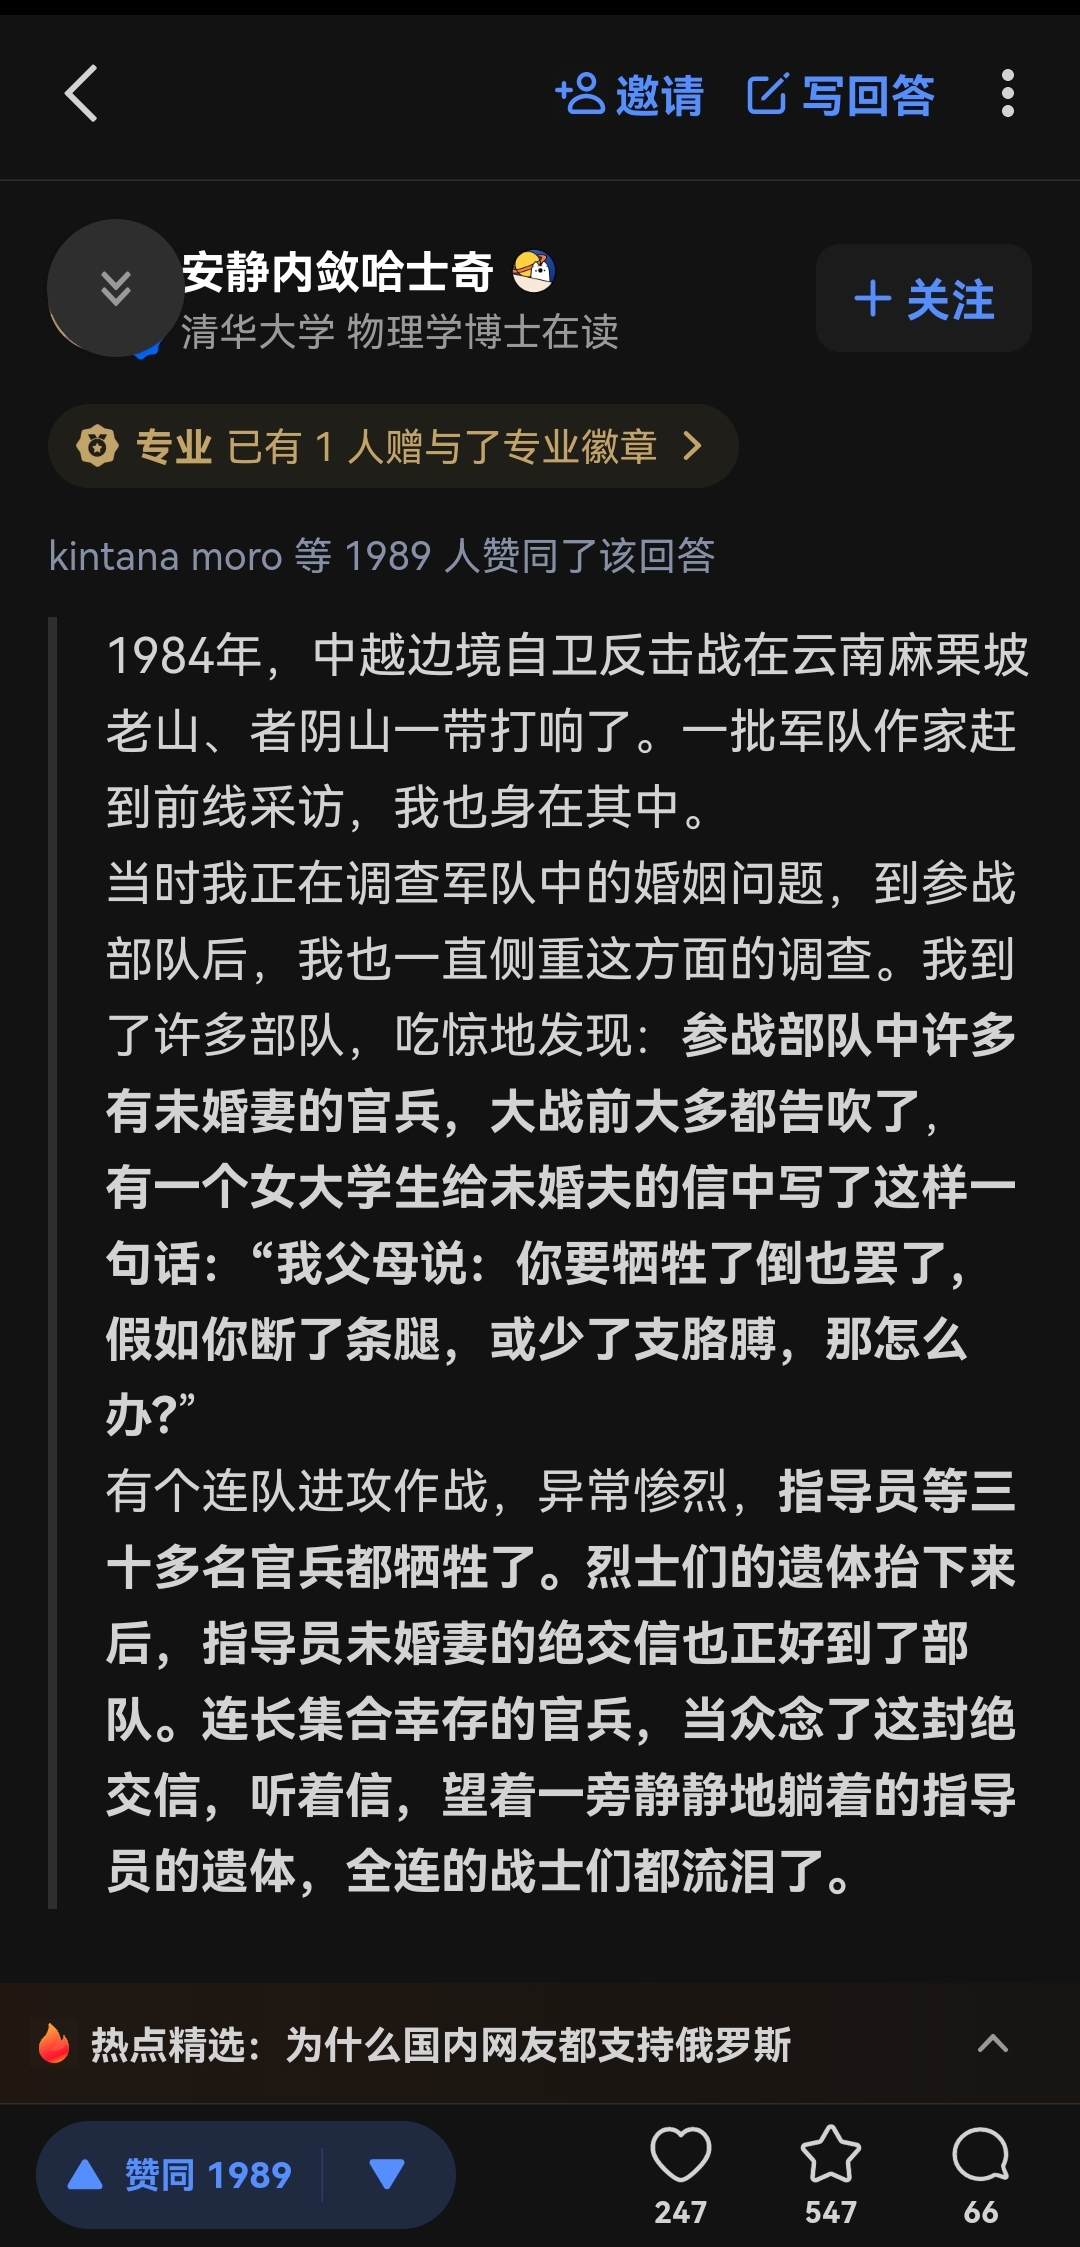 邀请 写回答
安静内敛哈士奇
清华大学 物理学博士在读
关注
专业 已有 1 人赠与了专业徽章
kintana moro 等 1989 人赞同了该回答
1984年，中越边境自卫反击战在云南麻栗坡
老山、者阴山一带打响了。一批军队作家赶
到前线采访，我也身在其中。
当时我正在调查军队中的婚姻问题，到参战
部队后，我也一直侧重这方面的调查。我到
了许多部队，吃惊地发现：参战部队中许多
有未婚妻的官兵，大战前大多都告吹了，
有一个女大学生给未婚夫的信中写了这样一
句话：“我父母说：你要牺牲了倒也罢了，
假如你断了条腿，或少了支胳膊，那怎么
办?”
有个连队进攻作战，异常惨烈，指导员等三
十多名官兵都牺牲了。烈士们的遗体抬下来
后，指导员未婚妻的绝交信也正好到了部
队。连长集合幸存的官兵，当众念了这封绝
交信，听着信，望着一旁静静地躺着的指导
员的遗体，全连的战士们都流泪了。
热点精选：为什么国内网友都支持俄罗斯
赞同 1989
247 547 66